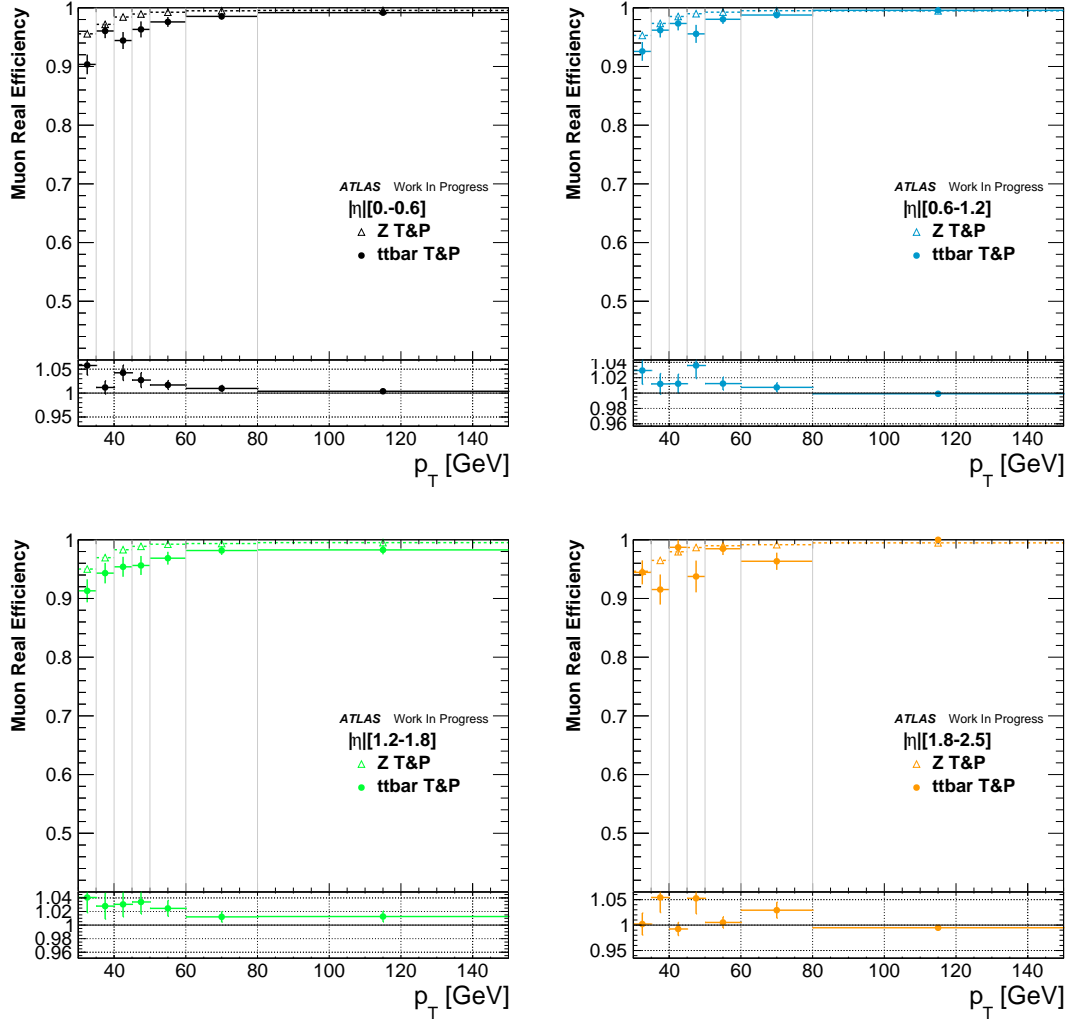 Muon Real Efficiency
1
0.9
0.8
0.7
0.6
0.5
ATLAS Work In Progress
|η|[0.-0.6]
Z T&P
ttbar T&P
1.05
1
0.95
40 60 80 100 120 140
p_T [GeV]
Muon Real Efficiency
1
0.9
0.8
0.7
0.6
0.5
ATLAS Work In Progress
|η|[0.6-1.2]
Z T&P
ttbar T&P
1.04
1.02
1
0.98
0.96
40 60 80 100 120 140
p_T [GeV]
Muon Real Efficiency
1
0.9
0.8
0.7
0.6
0.5
ATLAS Work In Progress
|η|[1.2-1.8]
Z T&P
ttbar T&P
1.04
1.02
1
0.98
0.96
40 60 80 100 120 140
p_T [GeV]
Muon Real Efficiency
1
0.9
0.8
0.7
0.6
0.5
ATLAS Work In Progress
|η|[1.8-2.5]
Z T&P
ttbar T&P
1.05
1
0.95
40 60 80 100 120 140
p_T [GeV]